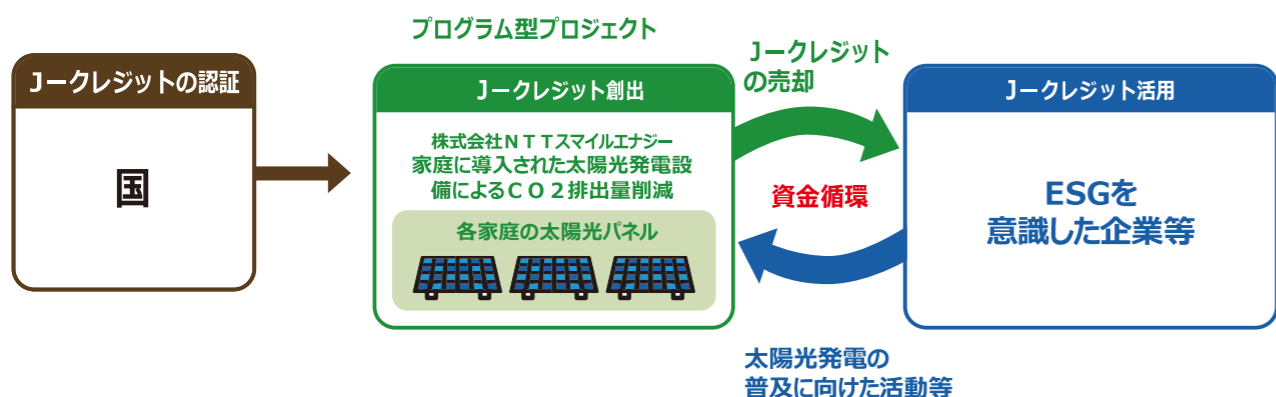 プログラム型プロジェクト
Jークレジットの認証
国
Jークレジット創出
株式会社NTTスマイルエナジー
家庭に導入された太陽光発電設
備によるCO2排出量削減
各家庭の太陽光パネル
Jークレジット
の売却
資金循環
太陽光発電の
普及に向けた活動等
Jークレジット活用
ESGを
意識した企業等